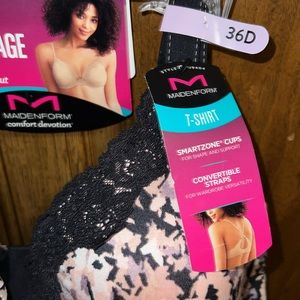 AGE
ut
MAIDENFORM
comfort devotion
36D
MAIDENFORM
T-SHIRT
SMARTZONE® CUPS
FOR SHAPE AND SUPPORT
CONVERTIBLE
STRAPS
FOR WARDROBE VERSATILITY